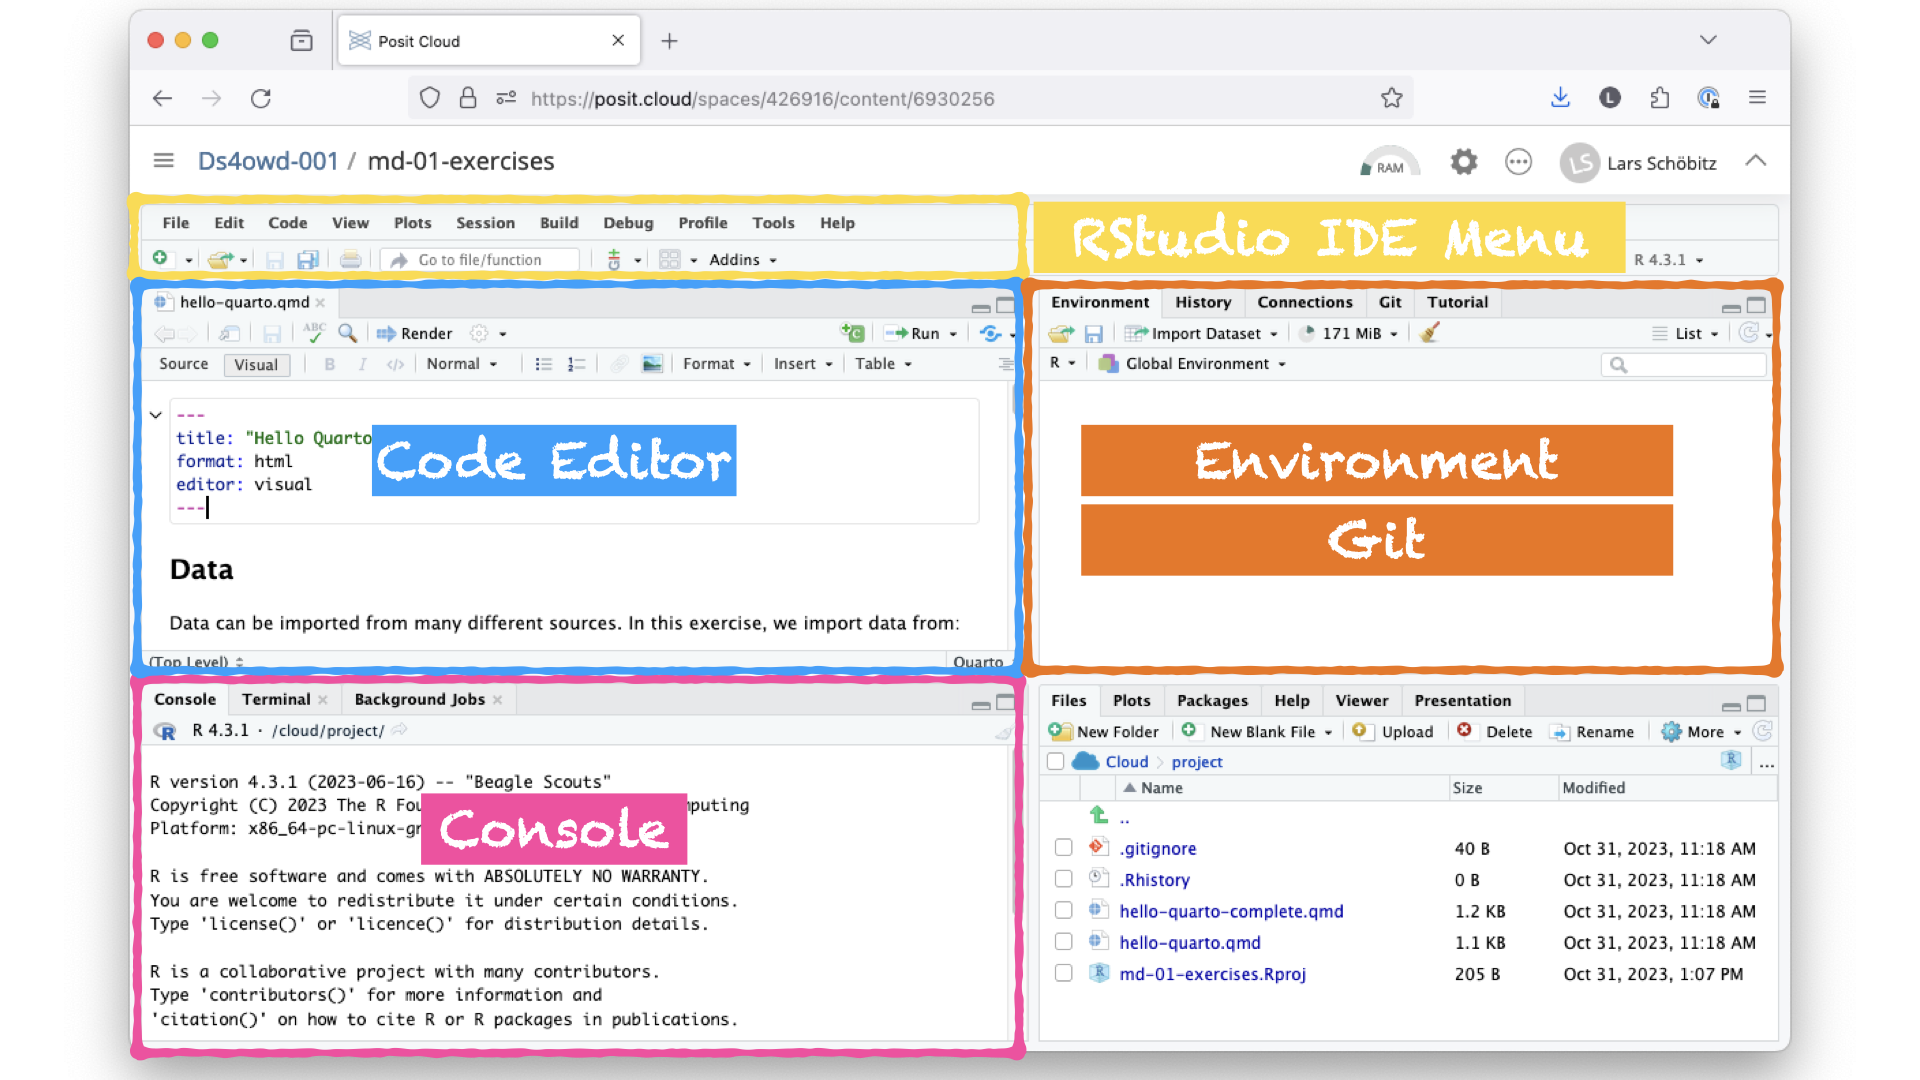 Posit Cloud
https://posit.cloud/spaces/426916/content/6930256
L
Ds4owd-001 / md-01-exercises
RAM
LS Lars Schöbitz
File Edit Code View Plots Session Build Debug Profile Tools Help
RStudio IDE Menu
Go to file/function Addins
R 4.3.1
hello-quarto.qmd
ABC Render Run
Source Visual B I </> Normal Format Insert Table
---
title: "Hello Quarto
format: html
editor: visual
---
Code Editor
Data
Data can be imported from many different sources. In this exercise, we import data from:
(Top Level) Quarto
Environment History Connections Git Tutorial
Import Dataset 171 MiB List
R Global Environment
Environment
Git
Console Terminal Background Jobs
R 4.3.1 · /cloud/project/
R version 4.3.1 (2023-06-16) -- "Beagle Scouts"
Copyright (C) 2023 The R Fou puting
Platform: x86_64-pc-linux-gn
Console
R is free software and comes with ABSOLUTELY NO WARRANTY.
You are welcome to redistribute it under certain conditions.
Type 'license()' or 'licence()' for distribution details.
R is a collaborative project with many contributors.
Type 'contributors()' for more information and
'citation()' on how to cite R or R packages in publications.
Files Plots Packages Help Viewer Presentation
New Folder New Blank File Upload Delete Rename More
Cloud project R ...
Name Size Modified
..
.gitignore 40 B Oct 31, 2023, 11:18 AM
.Rhistory 0 B Oct 31, 2023, 11:18 AM
hello-quarto-complete.qmd 1.2 KB Oct 31, 2023, 11:18 AM
hello-quarto.qmd 1.1 KB Oct 31, 2023, 11:18 AM
md-01-exercises.Rproj 205 B Oct 31, 2023, 1:07 PM